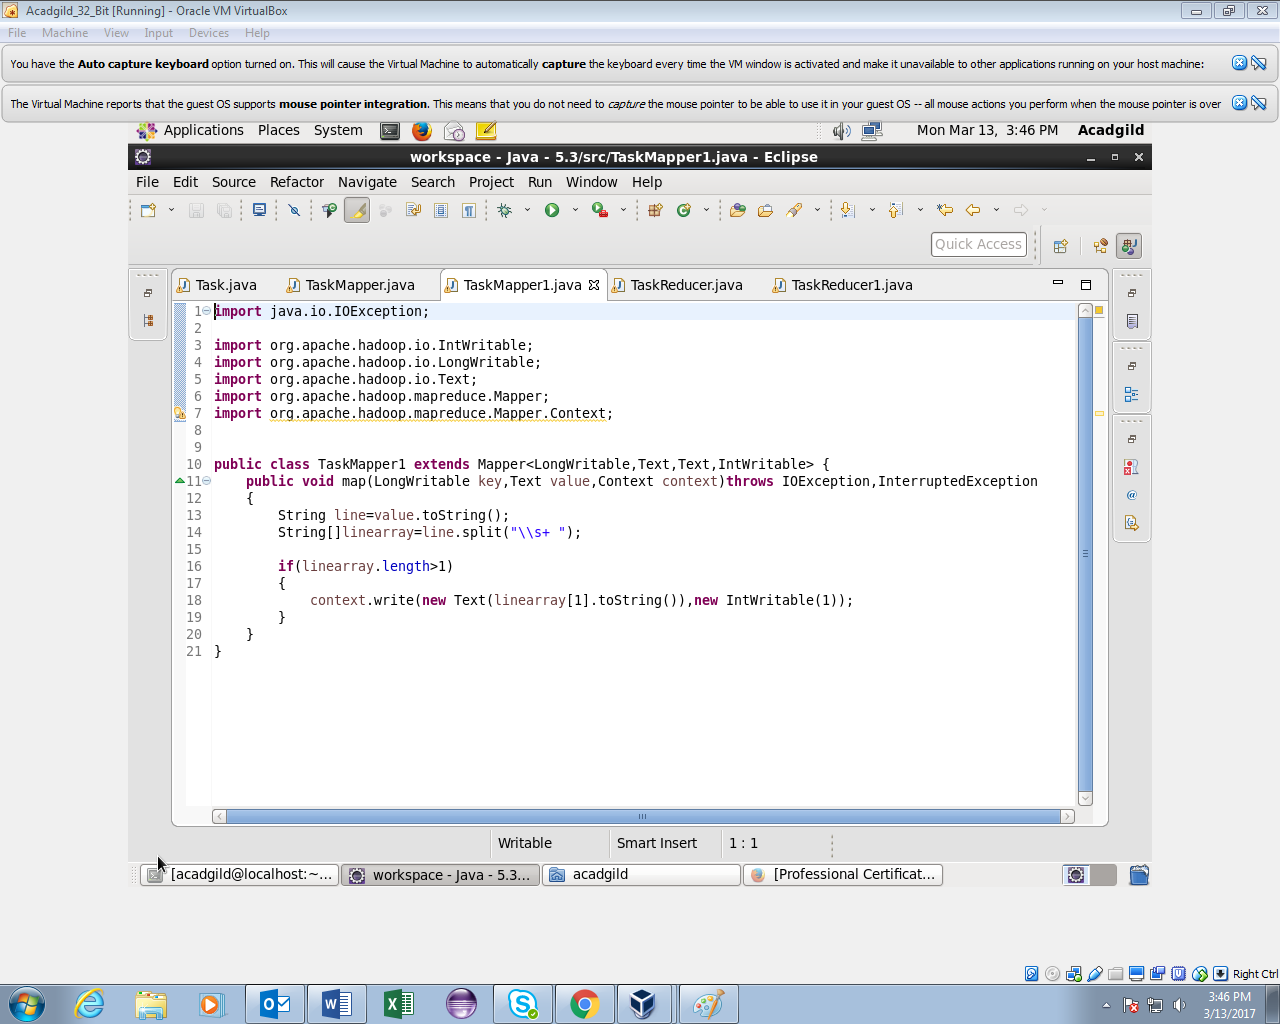 Acadgild_32_Bit [Running] - Oracle VM VirtualBox
File Machine View Input Devices Help
You have the Auto capture keyboard option turned on. This will cause the Virtual Machine to automatically capture the keyboard every time the VM window is activated and make it unavailable to other applications running on your host machine:
The Virtual Machine reports that the guest OS supports mouse pointer integration. This means that you do not need to capture the mouse pointer to be able to use it in your guest OS -- all mouse actions you perform when the mouse pointer is over
Applications Places System Mon Mar 13, 3:46 PM Acadgild
workspace - Java - 5.3/src/TaskMapper1.java - Eclipse
File Edit Source Refactor Navigate Search Project Run Window Help
Quick Access
Task.java TaskMapper.java TaskMapper1.java TaskReducer.java TaskReducer1.java
1 import java.io.IOException;
2
3 import org.apache.hadoop.io.IntWritable;
4 import org.apache.hadoop.io.LongWritable;
5 import org.apache.hadoop.io.Text;
6 import org.apache.hadoop.mapreduce.Mapper;
7 import org.apache.hadoop.mapreduce.Mapper.Context;
8
9
10 public class TaskMapper1 extends Mapper<LongWritable,Text,Text,IntWritable> {
11 public void map(LongWritable key,Text value,Context context)throws IOException,InterruptedException
12 {
13 String line=value.toString();
14 String[]linearray=line.split("\\s+ ");
15
16 if(linearray.length>1)
17 {
18 context.write(new Text(linearray[1].toString()),new IntWritable(1));
19 }
20 }
21 }
Writable Smart Insert 1 : 1
[acadgild@localhost:~... workspace - Java - 5.3... acadgild [Professional Certificat...
Right Ctrl
3:46 PM
3/13/2017